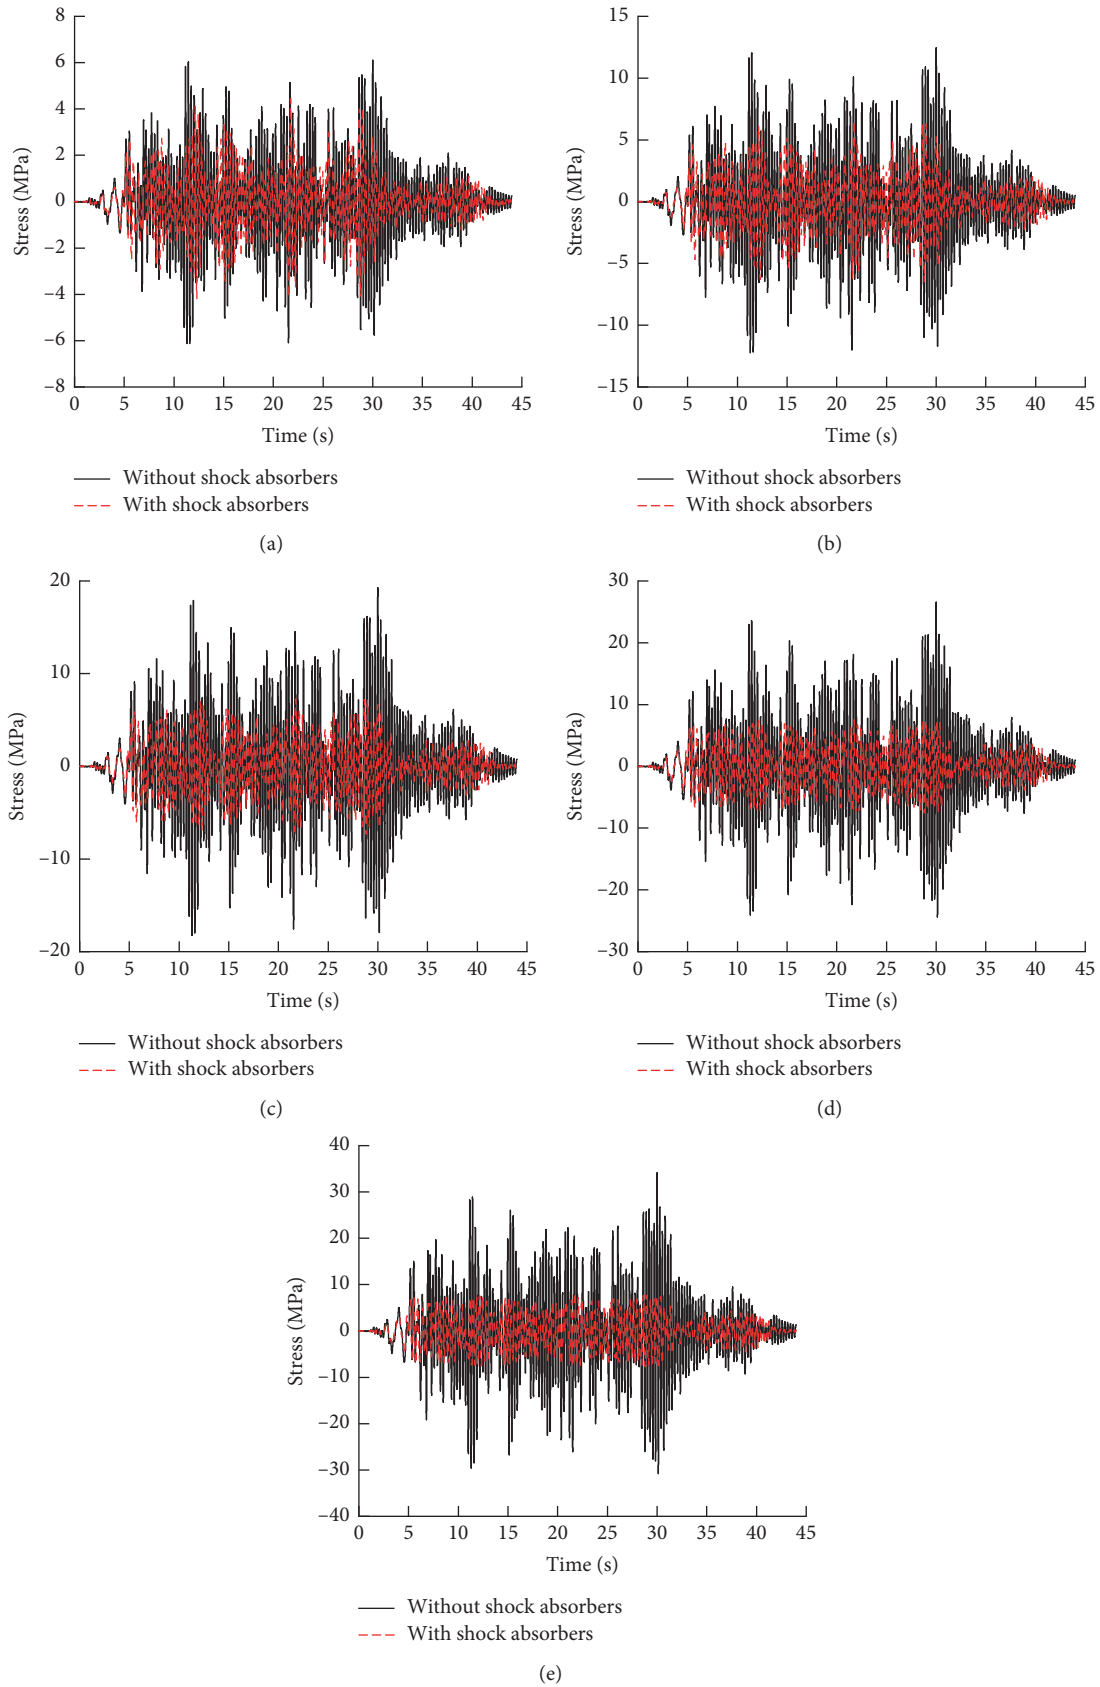 8
6
4
2
0
–2
–4
–6
–8
Stress (MPa)
0 5 10 15 20 25 30 35 40 45
Time (s)
Without shock absorbers
With shock absorbers
(a)
15
10
5
0
–5
–10
–15
Stress (MPa)
0 5 10 15 20 25 30 35 40 45
Time (s)
Without shock absorbers
With shock absorbers
(b)
20
10
0
–10
–20
Stress (MPa)
0 5 10 15 20 25 30 35 40 45
Time (s)
Without shock absorbers
With shock absorbers
(c)
30
20
10
0
–10
–20
–30
Stress (MPa)
0 5 10 15 20 25 30 35 40 45
Time (s)
Without shock absorbers
With shock absorbers
(d)
40
30
20
10
0
–10
–20
–30
–40
Stress (MPa)
0 5 10 15 20 25 30 35 40 45
Time (s)
Without shock absorbers
With shock absorbers
(e)